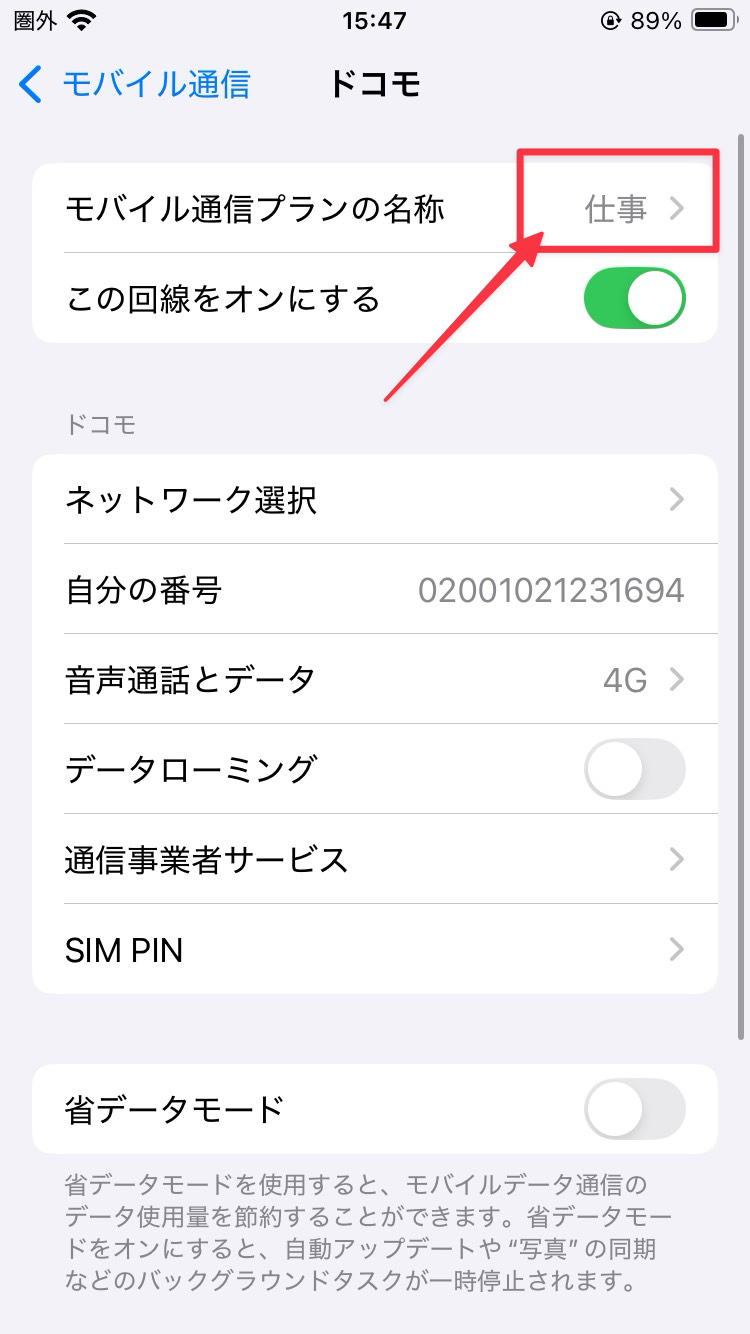 圏外 15:47 89%
モバイル通信 ドコモ
モバイル通信プランの名称 仕事
この回線をオンにする
ドコモ
ネットワーク選択
自分の番号 02001021231694
音声通話とデータ 4G
データローミング
通信事業者サービス
SIM PIN
省データモード
省データモードを使用すると、モバイルデータ通信の
データ使用量を節約することができます。省データモー
ドをオンにすると、自動アップデートや“写真”の同期
などのバックグラウンドタスクが一時停止されます。